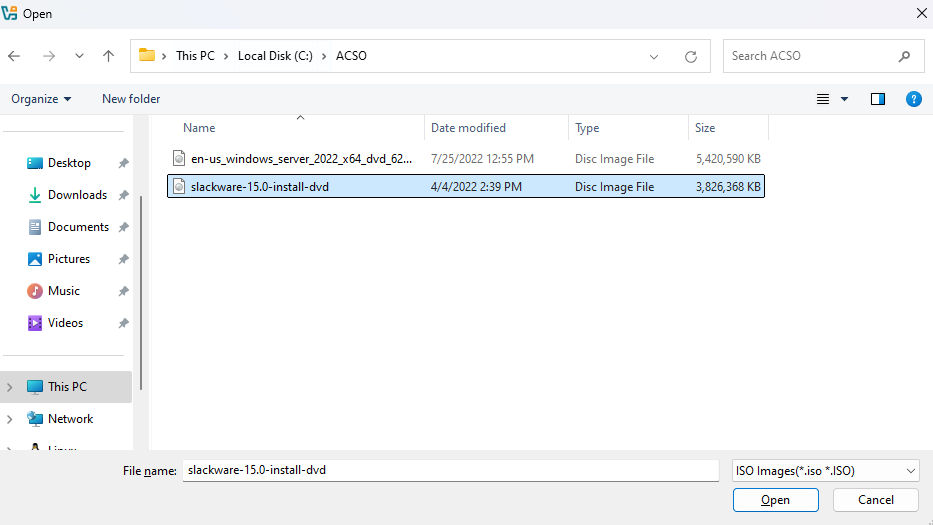 Open
This PC > Local Disk (C:) > ACSO
Search ACSO
Organize
New folder
Name
Date modified
Type
Size
Desktop
Downloads
Documents
Pictures
Music
Videos
This PC
Network
Linux
en-us_windows_server_2022_x64_dvd_62... 7/25/2022 12:55 PM Disc Image File 5,420,590 KB
slackware-15.0-install-dvd 4/4/2022 2:39 PM Disc Image File 3,826,368 KB
File name: slackware-15.0-install-dvd
ISO Images(*.iso *.ISO)
Open
Cancel